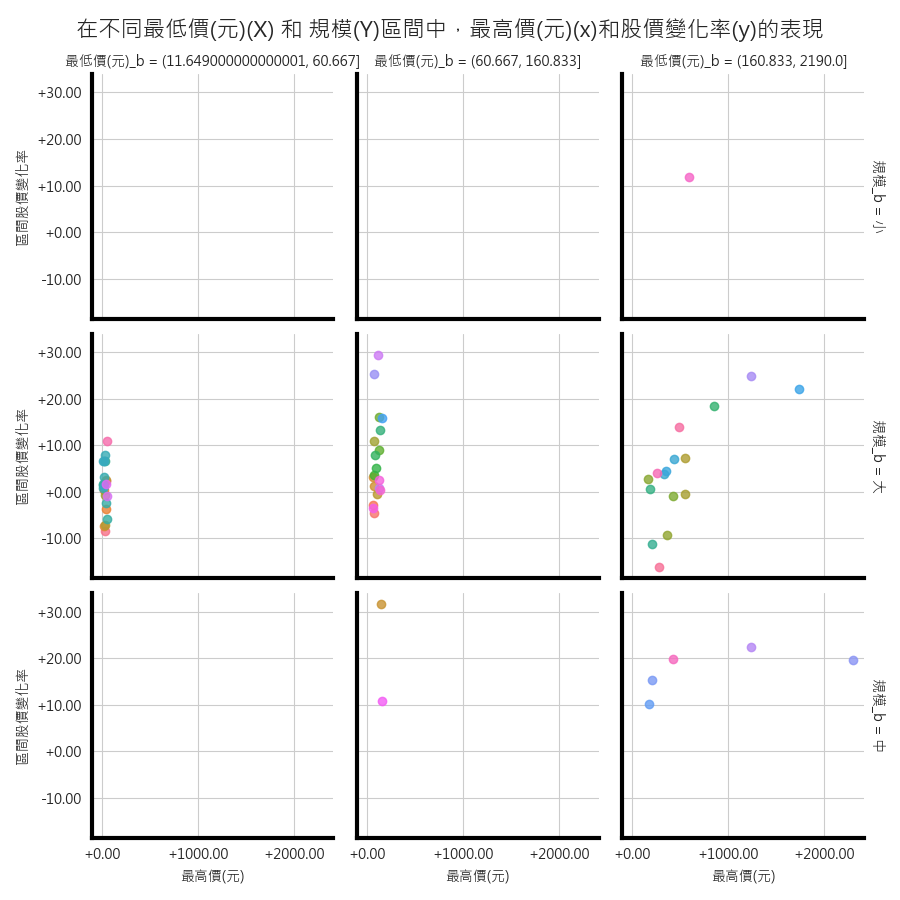 在不同最低價(元)(X) 和 規模(Y)區間中，最高價(元)(x)和股價變化率(y)的表現
最低價(元)_b = (11.649000000000001, 60.667]
最低價(元)_b = (60.667, 160.833]
最低價(元)_b = (160.833, 2190.0]
+30.00
+20.00
+10.00
+0.00
-10.00
區間股價變化率
規模_b = 小
+30.00
+20.00
+10.00
+0.00
-10.00
區間股價變化率
規模_b = 大
+30.00
+20.00
+10.00
+0.00
-10.00
區間股價變化率
規模_b = 中
+0.00 +1000.00 +2000.00
+0.00 +1000.00 +2000.00
+0.00 +1000.00 +2000.00
最高價(元)
最高價(元)
最高價(元)